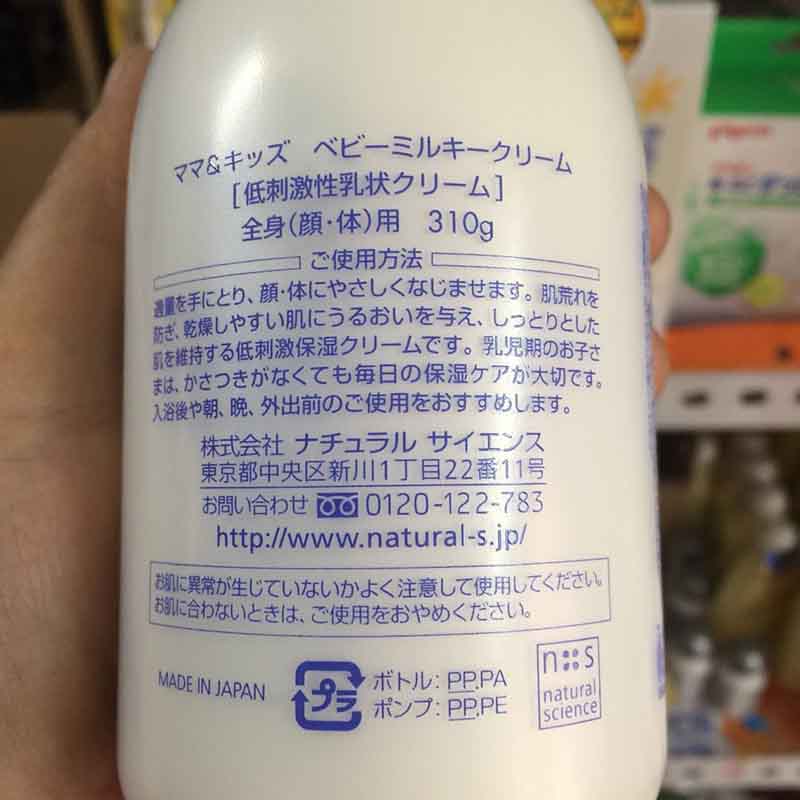 ママ&キッズ ベビーミルキークリーム
[低刺激性乳状クリーム]
全身(顔・体)用 310g
ご使用方法
適量を手にとり、顔・体にやさしくなじませます。肌荒れを
防ぎ、乾燥しやすい肌にうるおいを与え、しっとりとした
肌を維持する低刺激保湿クリームです。乳児期のお子さ
まは、かさつきがなくても毎日の保湿ケアが大切です。
入浴後や朝、晩、外出前のご使用をおすすめします。
株式会社 ナチュラル サイエンス
東京都中央区新川1丁目22番11号
お問い合わせ 0120-122-783
http://www.natural-s.jp/
お肌に異常が生じていないかよく注意して使用してください。
お肌に合わないときは、ご使用をおやめください。
MADE IN JAPAN
プラ
ボトル:PP.PA
ポンプ:PP.PE
n s
natural
science
pigeon